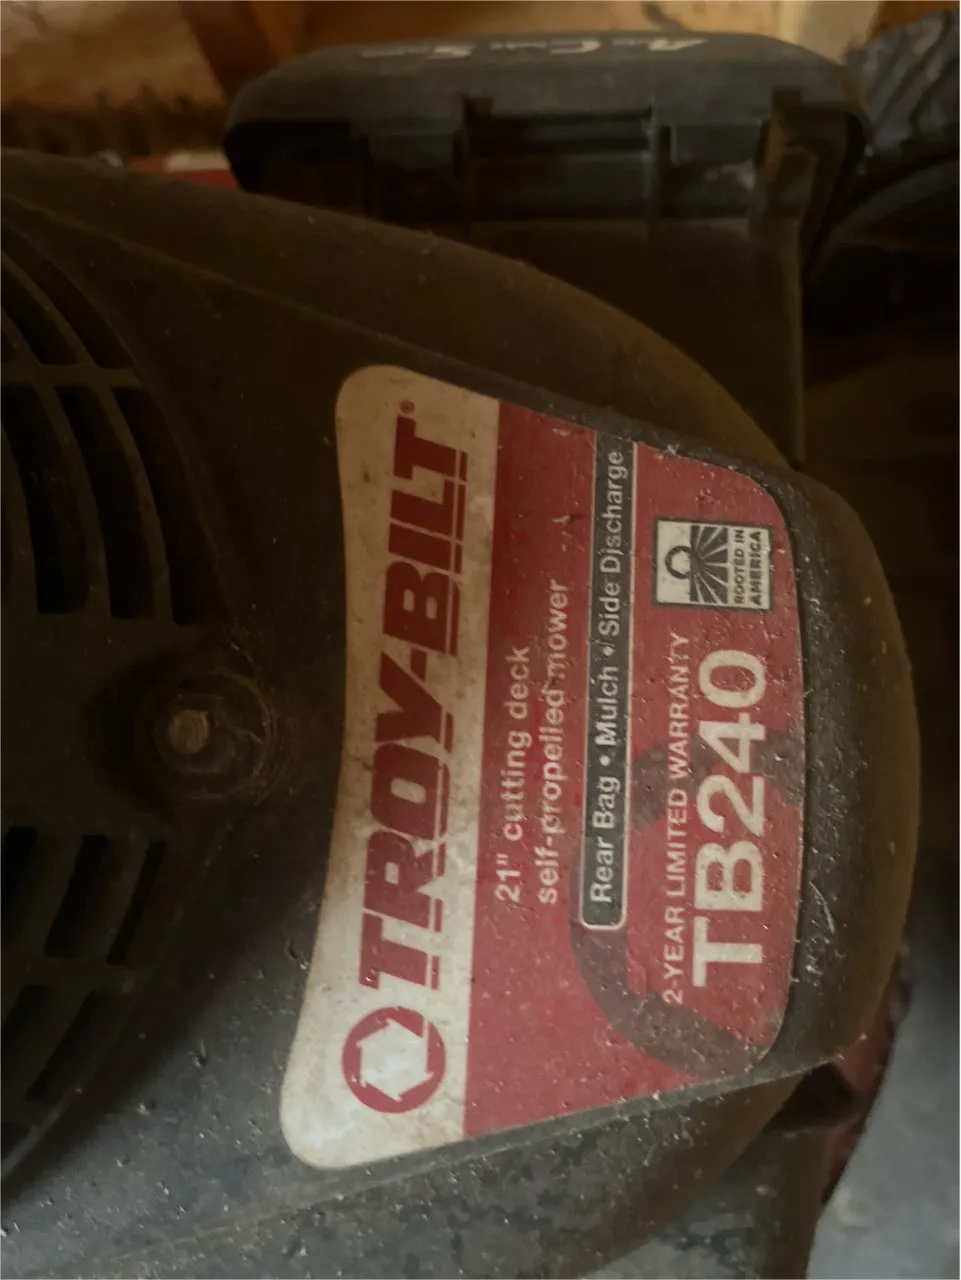 TROY-BILT®
21" cutting deck
self-propelled mower
Rear Bag • Mulch • Side Discharge
2-YEAR LIMITED WARRANTY
TB240
ROOTED IN
AMERICA